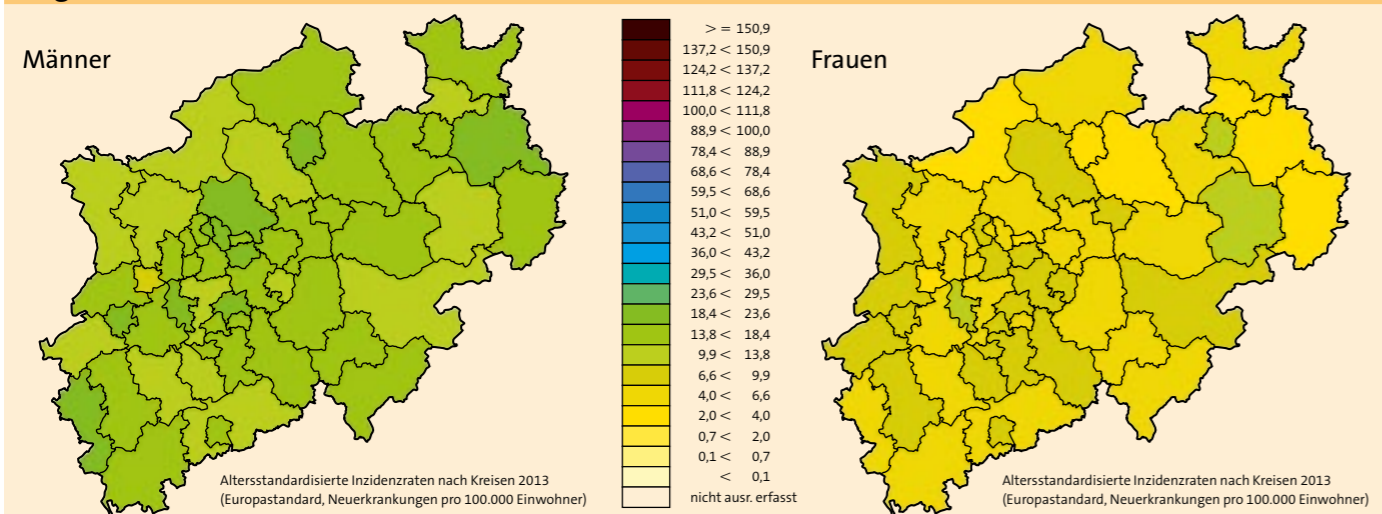 Männer
> = 150,9
137,2 < 150,9
124,2 < 137,2
111,8 < 124,2
100,0 < 111,8
88,9 < 100,0
78,4 < 88,9
68,6 < 78,4
59,5 < 68,6
51,0 < 59,5
43,2 < 51,0
36,0 < 43,2
29,5 < 36,0
23,6 < 29,5
18,4 < 23,6
13,8 < 18,4
9,9 < 13,8
6,6 < 9,9
4,0 < 6,6
2,0 < 4,0
0,7 < 2,0
0,1 < 0,7
< 0,1
nicht ausr. erfasst
Altersstandardisierte Inzidenzraten nach Kreisen 2013
(Europastandard, Neuerkrankungen pro 100.000 Einwohner)
Frauen
Altersstandardisierte Inzidenzraten nach Kreisen 2013
(Europastandard, Neuerkrankungen pro 100.000 Einwohner)